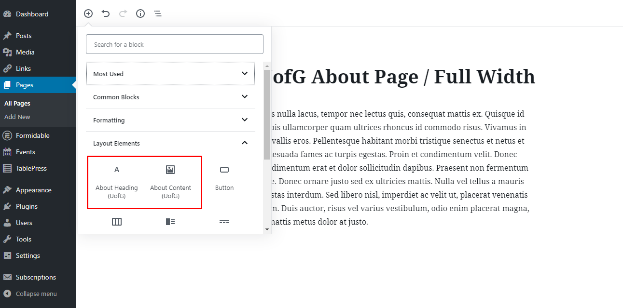 Dashboard
Posts
Media
Links
Pages
All Pages
Add New
Formidable
Events
TablePress
Appearance
Plugins
Users
Tools
Settings
Subscriptions
Collapse menu
Search for a block
Most Used
Common Blocks
Formatting
Layout Elements
About Heading
(UofG)
About Content
(UofG)
Button
ofG About Page / Full Width
s nulla lacus, tempor nec lectus quis, consequat mattis ex. Quisque id
is ullamcorper quam ultrices rhoncus id commodo risus. Vivamus in
vallis eros. Pellentesque habitant morbi tristique senectus et netus et
esuada fames ac turpis egestas. Proin et condimentum velit. Donec
dimentum erat et dolor sollicitudin dapibus. Praesent non fermentum
e. Donec ornare justo sed ex ultricies mattis. Nulla vel tellus a mauris
stas interdum. Sed libero nisl, imperdiet ac velit ut, placerat venenatis
n. Duis auctor, risus vel varius vestibulum, odio enim placerat magna,
mattis metus dolor at justo.